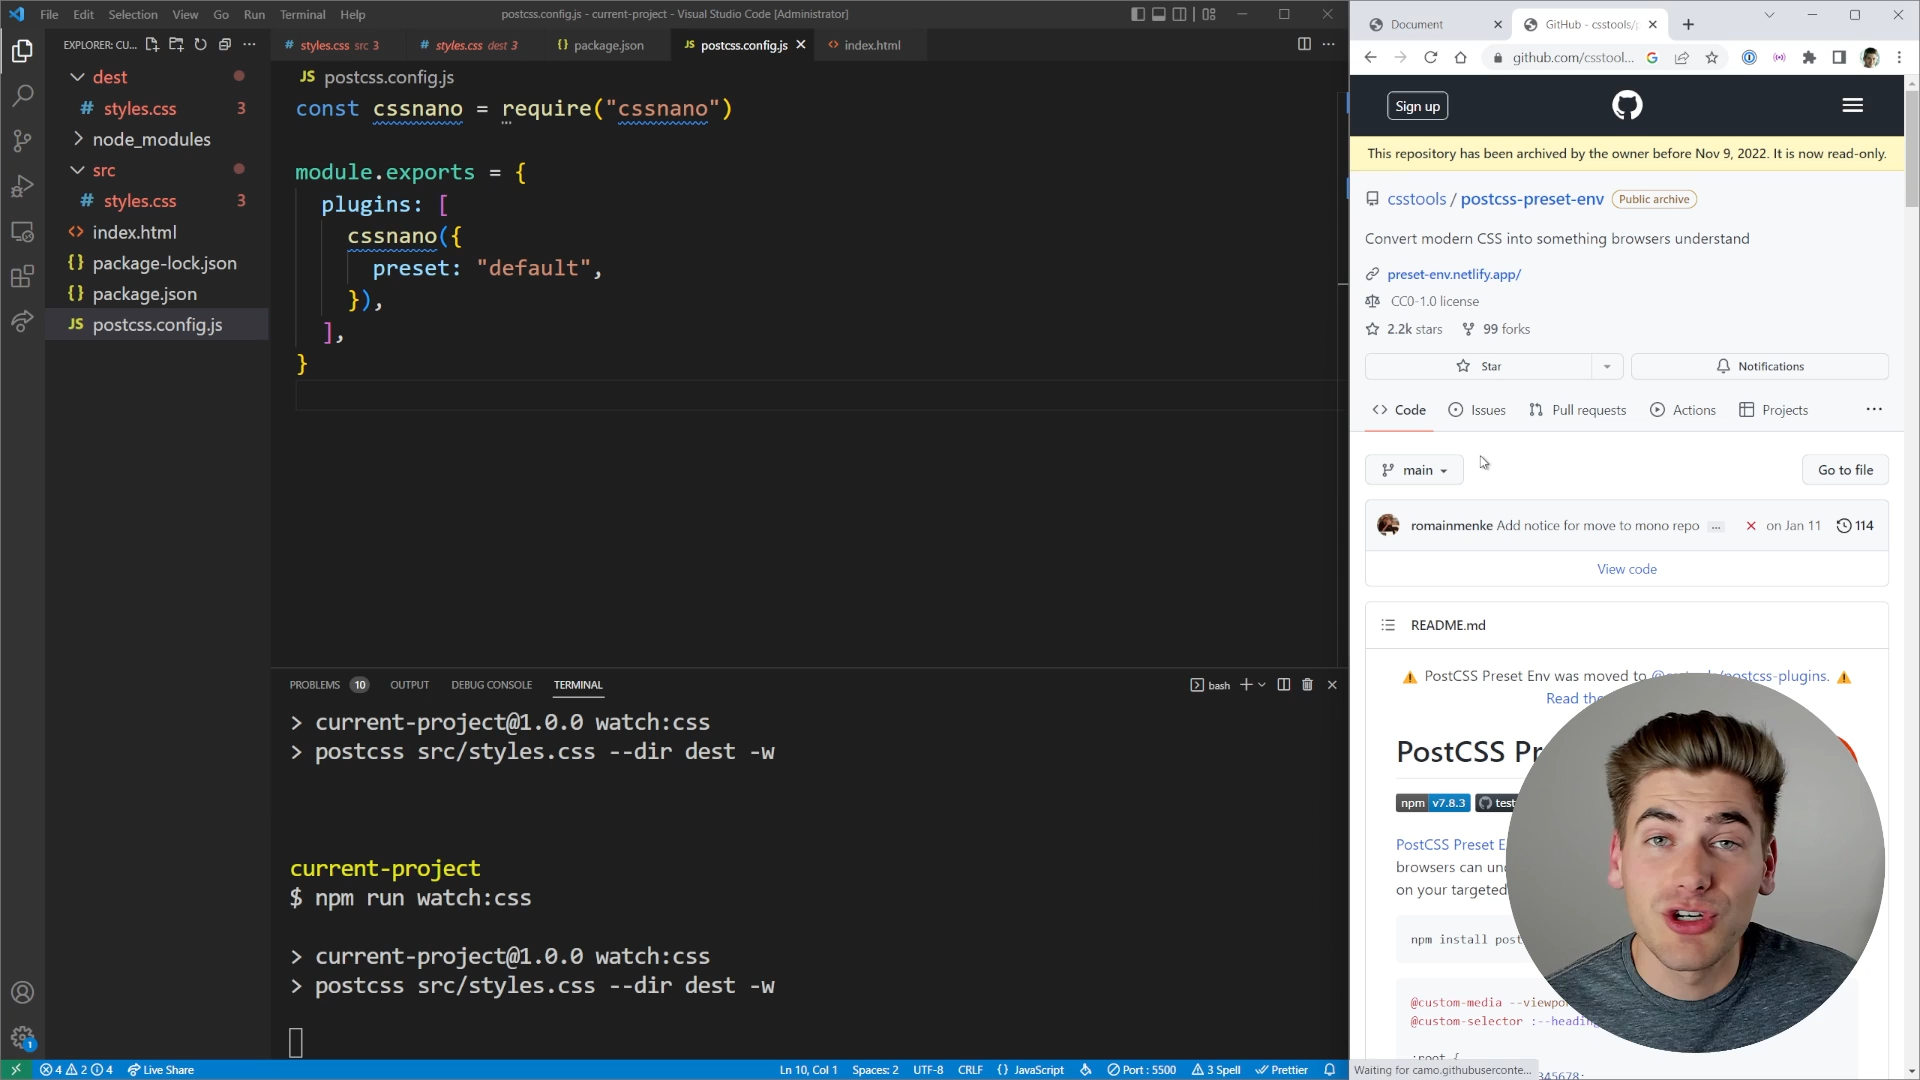 File Edit Selection View Go Run Terminal Help
postcss.config.js - current-project - Visual Studio Code [Administrator]
EXPLORER: CU...
dest
# styles.css 3
node_modules
src
# styles.css 3
<> index.html
{} package-lock.json
{} package.json
JS postcss.config.js
# styles.css src 3
# styles.css dest 3
{} package.json
JS postcss.config.js
<> index.html
JS postcss.config.js
const cssnano = require("cssnano")
module.exports = {
plugins: [
cssnano({
preset: "default",
}),
],
}
PROBLEMS 10 OUTPUT DEBUG CONSOLE TERMINAL
bash
> current-project@1.0.0 watch:css
> postcss src/styles.css --dir dest -w
current-project
$ npm run watch:css
> current-project@1.0.0 watch:css
> postcss src/styles.css --dir dest -w
1
4 2 4 Live Share
Ln 10, Col 1 Spaces: 2 UTF-8 CRLF {} JavaScript Port : 5500 3 Spell Prettier
Document
GitHub - csstools/
github.com/csstool...
Sign up
This repository has been archived by the owner before Nov 9, 2022. It is now read-only.
csstools / postcss-preset-env Public archive
Convert modern CSS into something browsers understand
preset-env.netlify.app/
CC0-1.0 license
2.2k stars 99 forks
Star
Notifications
Code Issues Pull requests Actions Projects
main
Go to file
romainmenke Add notice for move to mono repo ... on Jan 11 114
View code
README.md
PostCSS Preset Env was moved to
Read
PostCSS
npm v7.8.3
PostCSS Preset
browsers can
on your targeted
npm install
@custom-media
@custom-selector
:root {
Waiting for camo.githubuserconte...
345678;